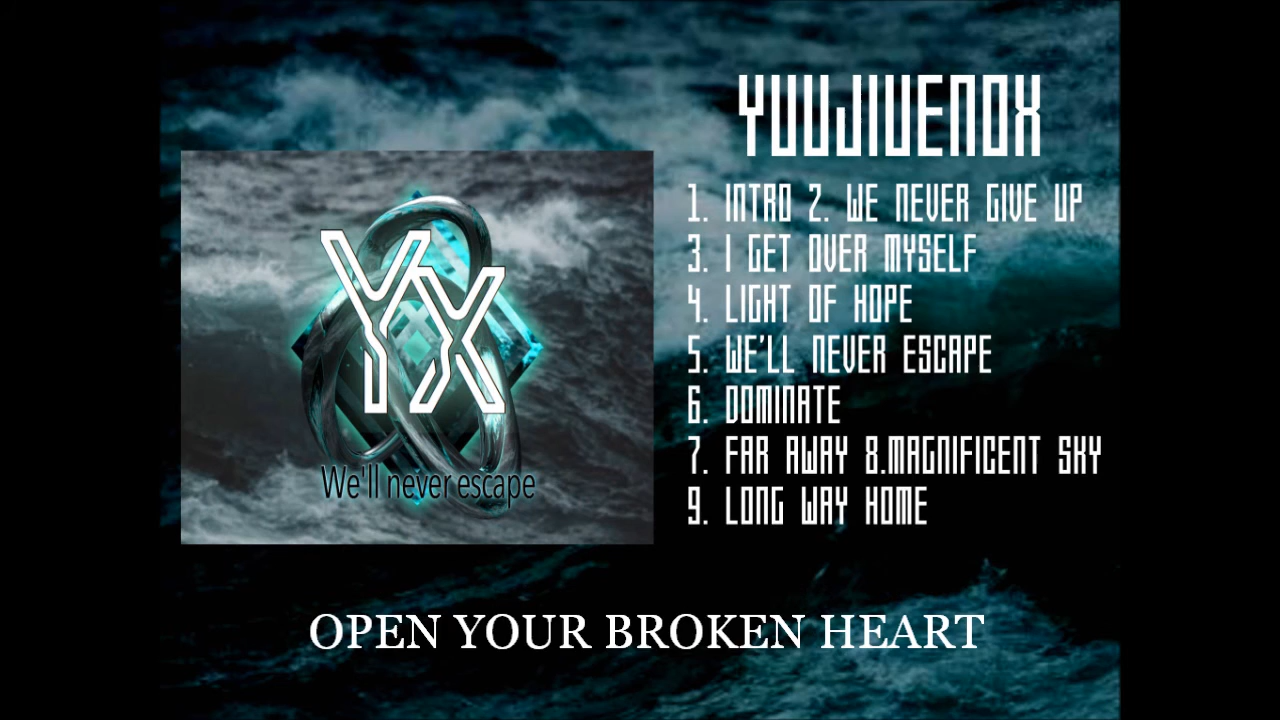 YUUJIUENOX
1. INTRO 2. WE NEVER GIVE UP
3. I GET OVER MYSELF
4. LIGHT OF HOPE
5. WE'LL NEVER ESCAPE
6. DOMINATE
7. FAR AWAY 8.MAGNIFICENT SKY
9. LONG WAY HOME
YX
We'll never escape
OPEN YOUR BROKEN HEART